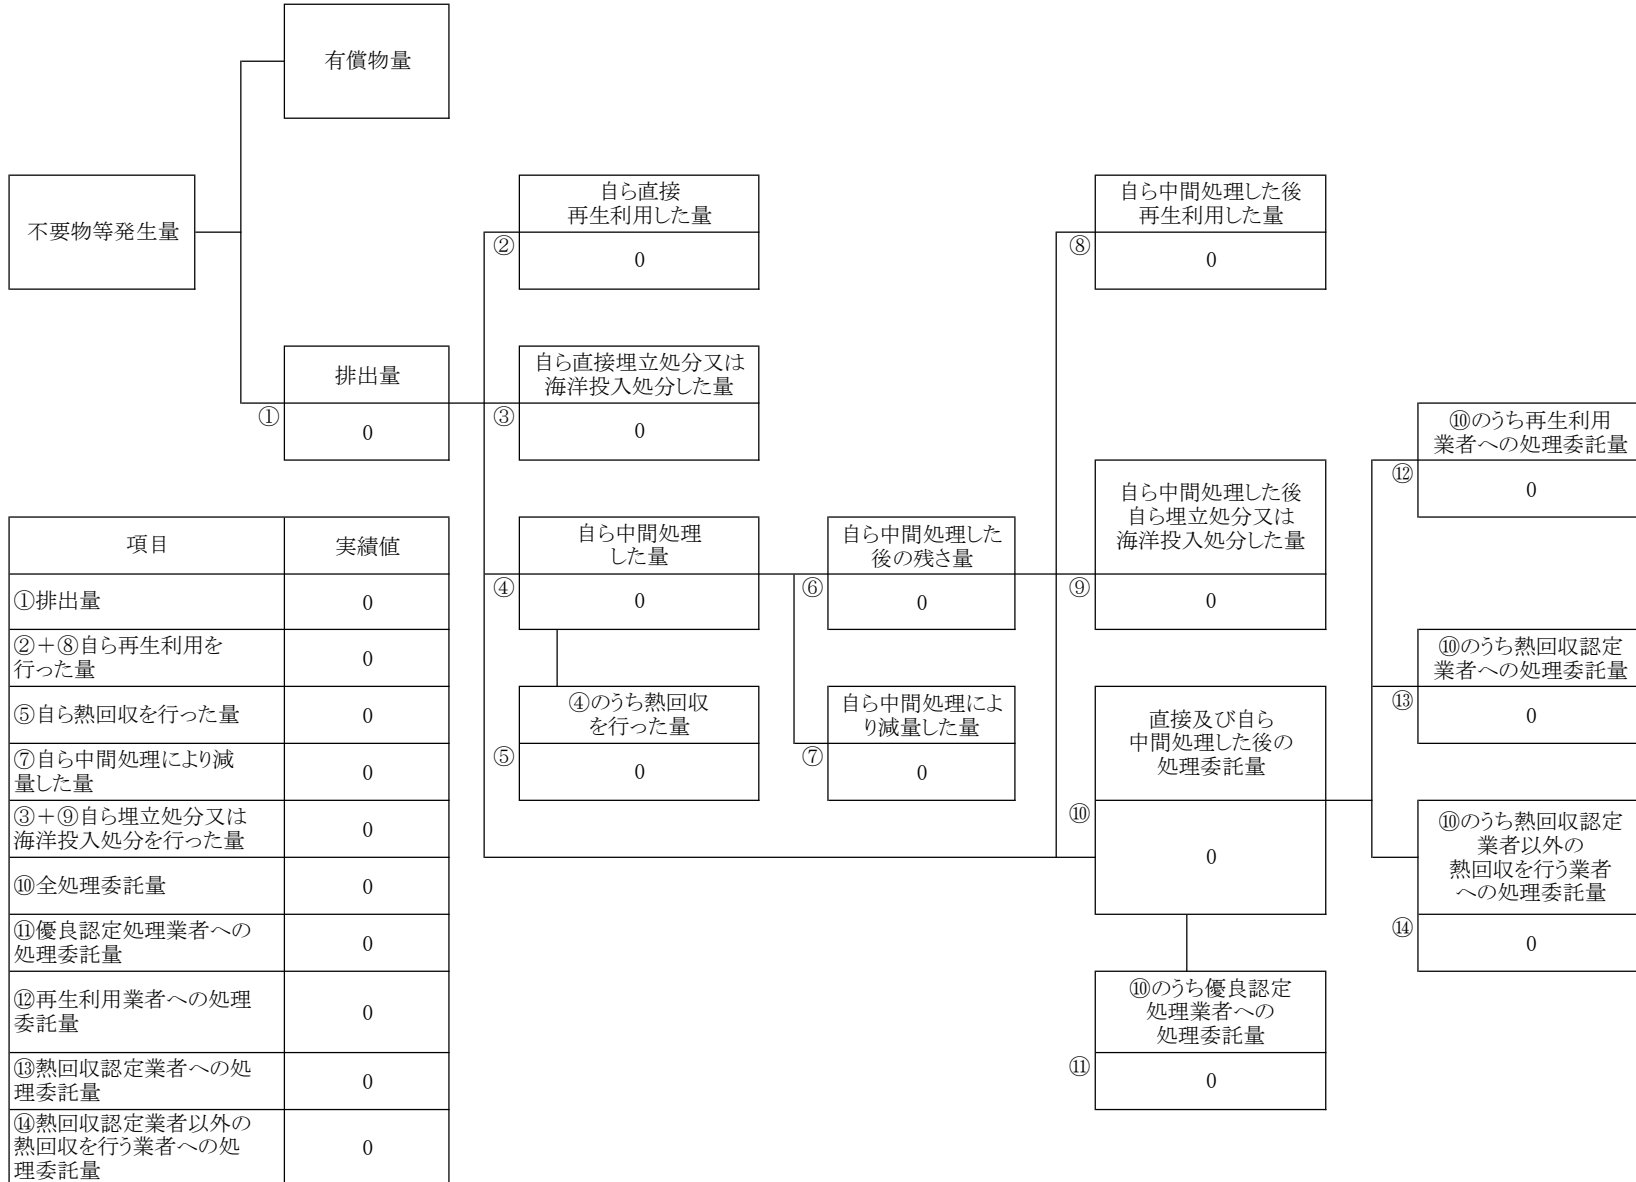 有償物量
不要物等発生量
自ら直接
再生利用した量
②
0
自ら中間処理した後
再生利用した量
⑧
0
排出量
①
0
自ら直接埋立処分又は
海洋投入処分した量
③
0
⑩のうち再生利用
業者への処理委託量
⑫
0
自ら中間処理した後
自ら埋立処分又は
海洋投入処分した量
⑨
0
自ら中間処理
した量
④
0
自ら中間処理した
後の残さ量
⑥
0
⑩のうち熱回収認定
業者への処理委託量
⑬
0
④のうち熱回収
を行った量
⑤
0
自ら中間処理によ
り減量した量
⑦
0
直接及び自ら
中間処理した後の
処理委託量
⑩
0
⑩のうち熱回収認定
業者以外の
熱回収を行う業者
への処理委託量
⑭
0
⑩のうち優良認定
処理業者への
処理委託量
⑪
0
項目
実績値
①排出量
0
②+⑧自ら再生利用を
行った量
0
⑤自ら熱回収を行った量
0
⑦自ら中間処理により減
量した量
0
③+⑨自ら埋立処分又は
海洋投入処分を行った量
0
⑩全処理委託量
0
⑪優良認定処理業者への
処理委託量
0
⑫再生利用業者への処理
委託量
0
⑬熱回収認定業者への処
理委託量
0
⑭熱回収認定業者以外の
熱回収を行う業者への処
理委託量
0